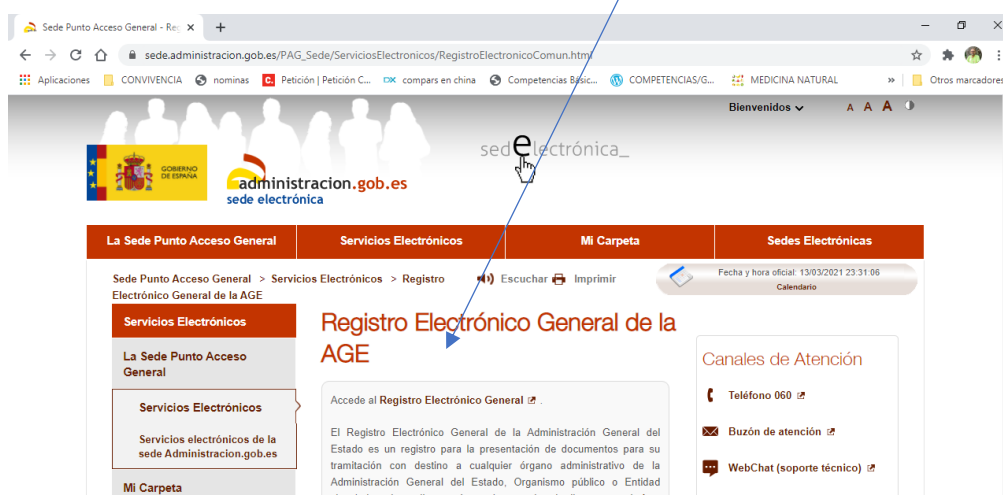 Sede Punto Acceso General - Reg
sede.administracion.gob.es/PAG_Sede/ServiciosElectronicos/RegistroElectronicoComun.html
Aplicaciones CONVIVENCIA nominas Petición | Petición C... compars en china Competencias Básic... COMPETENCIAS/G... MEDICINA NATURAL » Otros marcadores
Bienvenidos A A A
sedelectrónica_
GOBIERNO
DE ESPAÑA
administracion.gob.es
sede electrónica
La Sede Punto Acceso General Servicios Electrónicos Mi Carpeta Sedes Electrónicas
Sede Punto Acceso General > Servicios Electrónicos > Registro
Electrónico General de la AGE
Escuchar Imprimir
Fecha y hora oficial: 13/03/2021 23:31:06
Calendario
Servicios Electrónicos
La Sede Punto Acceso
General
Servicios Electrónicos
Servicios electrónicos de la
sede Administracion.gob.es
Mi Carpeta
Registro Electrónico General de la
AGE
Accede al Registro Electrónico General .
El Registro Electrónico General de la Administración General del
Estado es un registro para la presentación de documentos para su
tramitación con destino a cualquier órgano administrativo de la
Administración General del Estado, Organismo público o Entidad
Canales de Atención
Teléfono 060
Buzón de atención
WebChat (soporte técnico)